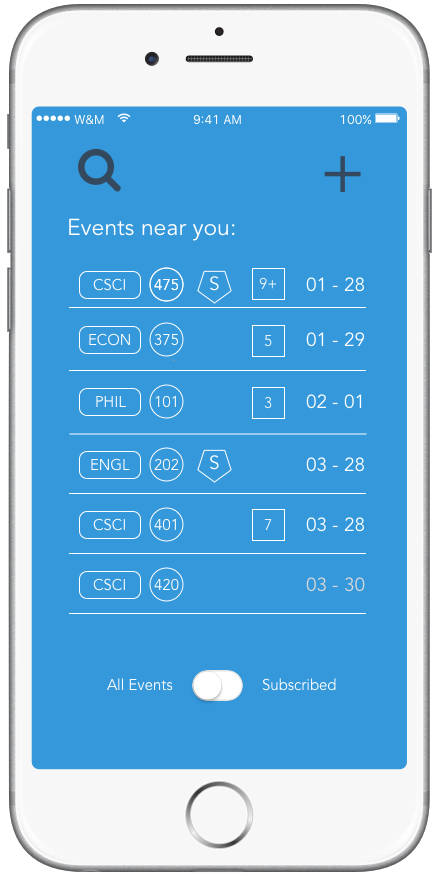 W&M 9:41 AM 100%
Events near you:
CSCI 475 S 9+ 01 - 28
ECON 375 5 01 - 29
PHIL 101 3 02 - 01
ENGL 202 S 03 - 28
CSCI 401 7 03 - 28
CSCI 420 03 - 30
All Events Subscribed